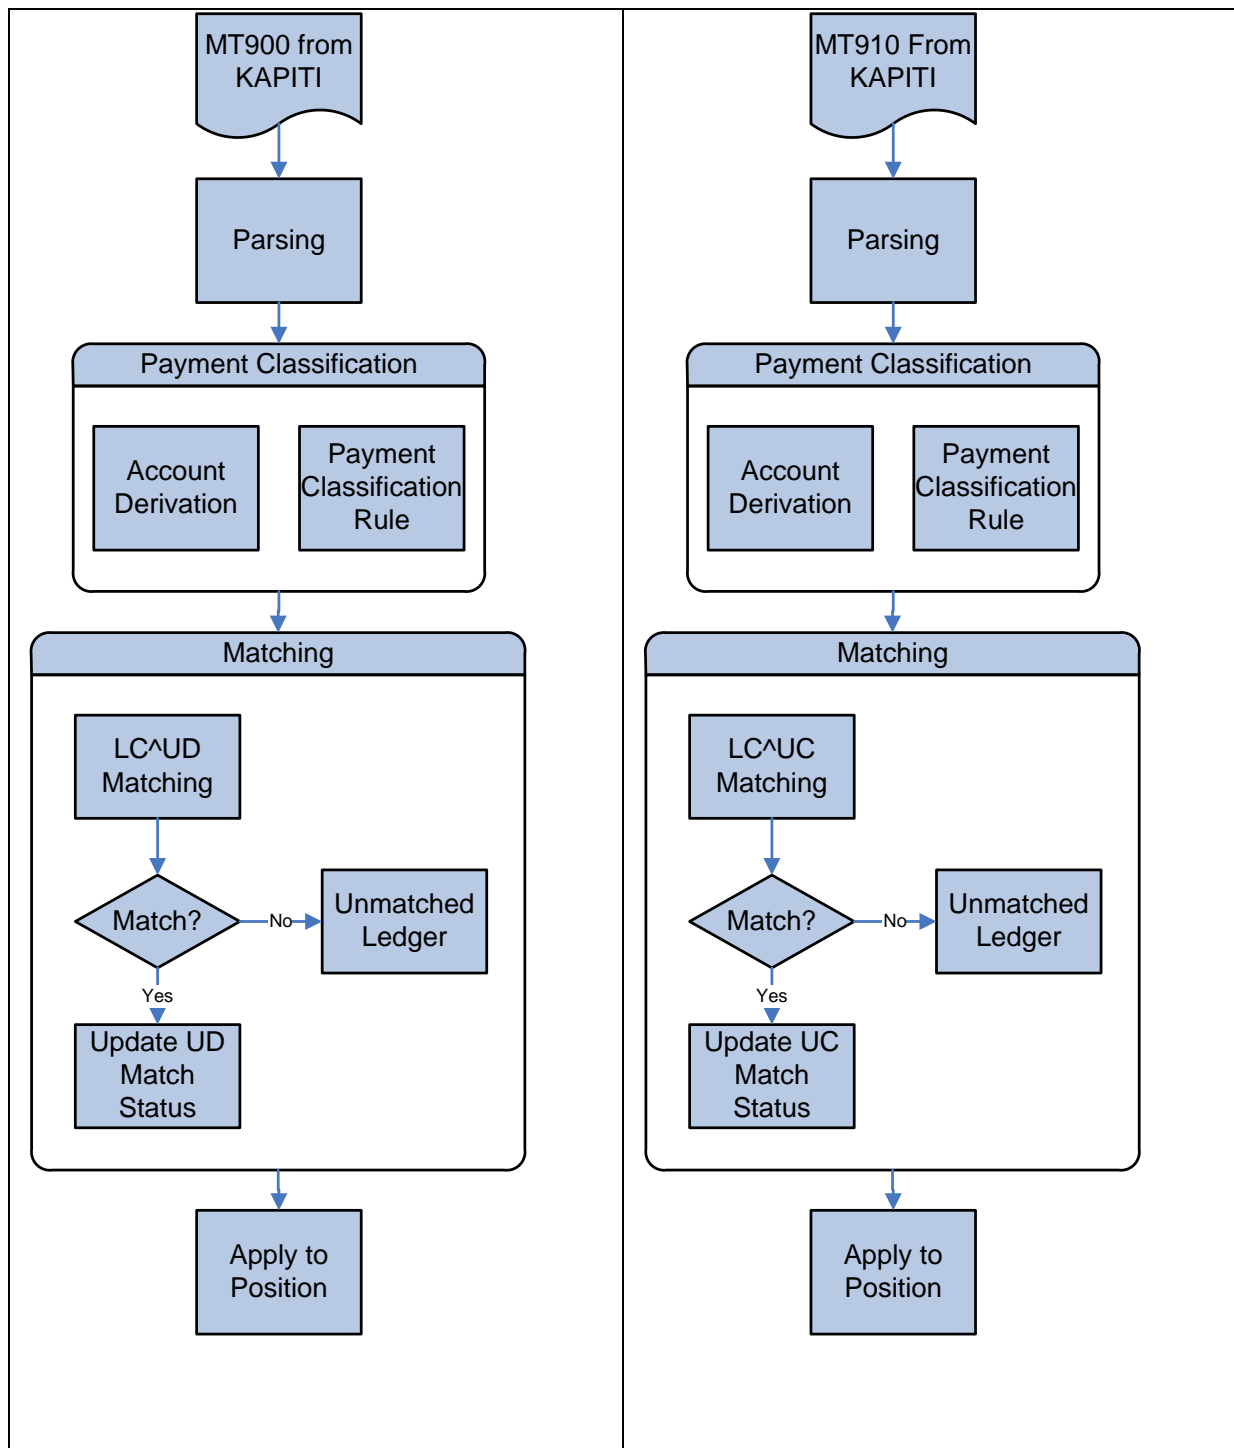 MT900 from
KAPITI
Parsing
Payment Classification
Account
Derivation
Payment
Classification
Rule
Matching
LC^UD
Matching
Match?
No
Unmatched
Ledger
Yes
Update UD
Match
Status
Apply to
Position
MT910 From
KAPITI
Parsing
Payment Classification
Account
Derivation
Payment
Classification
Rule
Matching
LC^UC
Matching
Match?
No
Unmatched
Ledger
Yes
Update UC
Match
Status
Apply to
Position